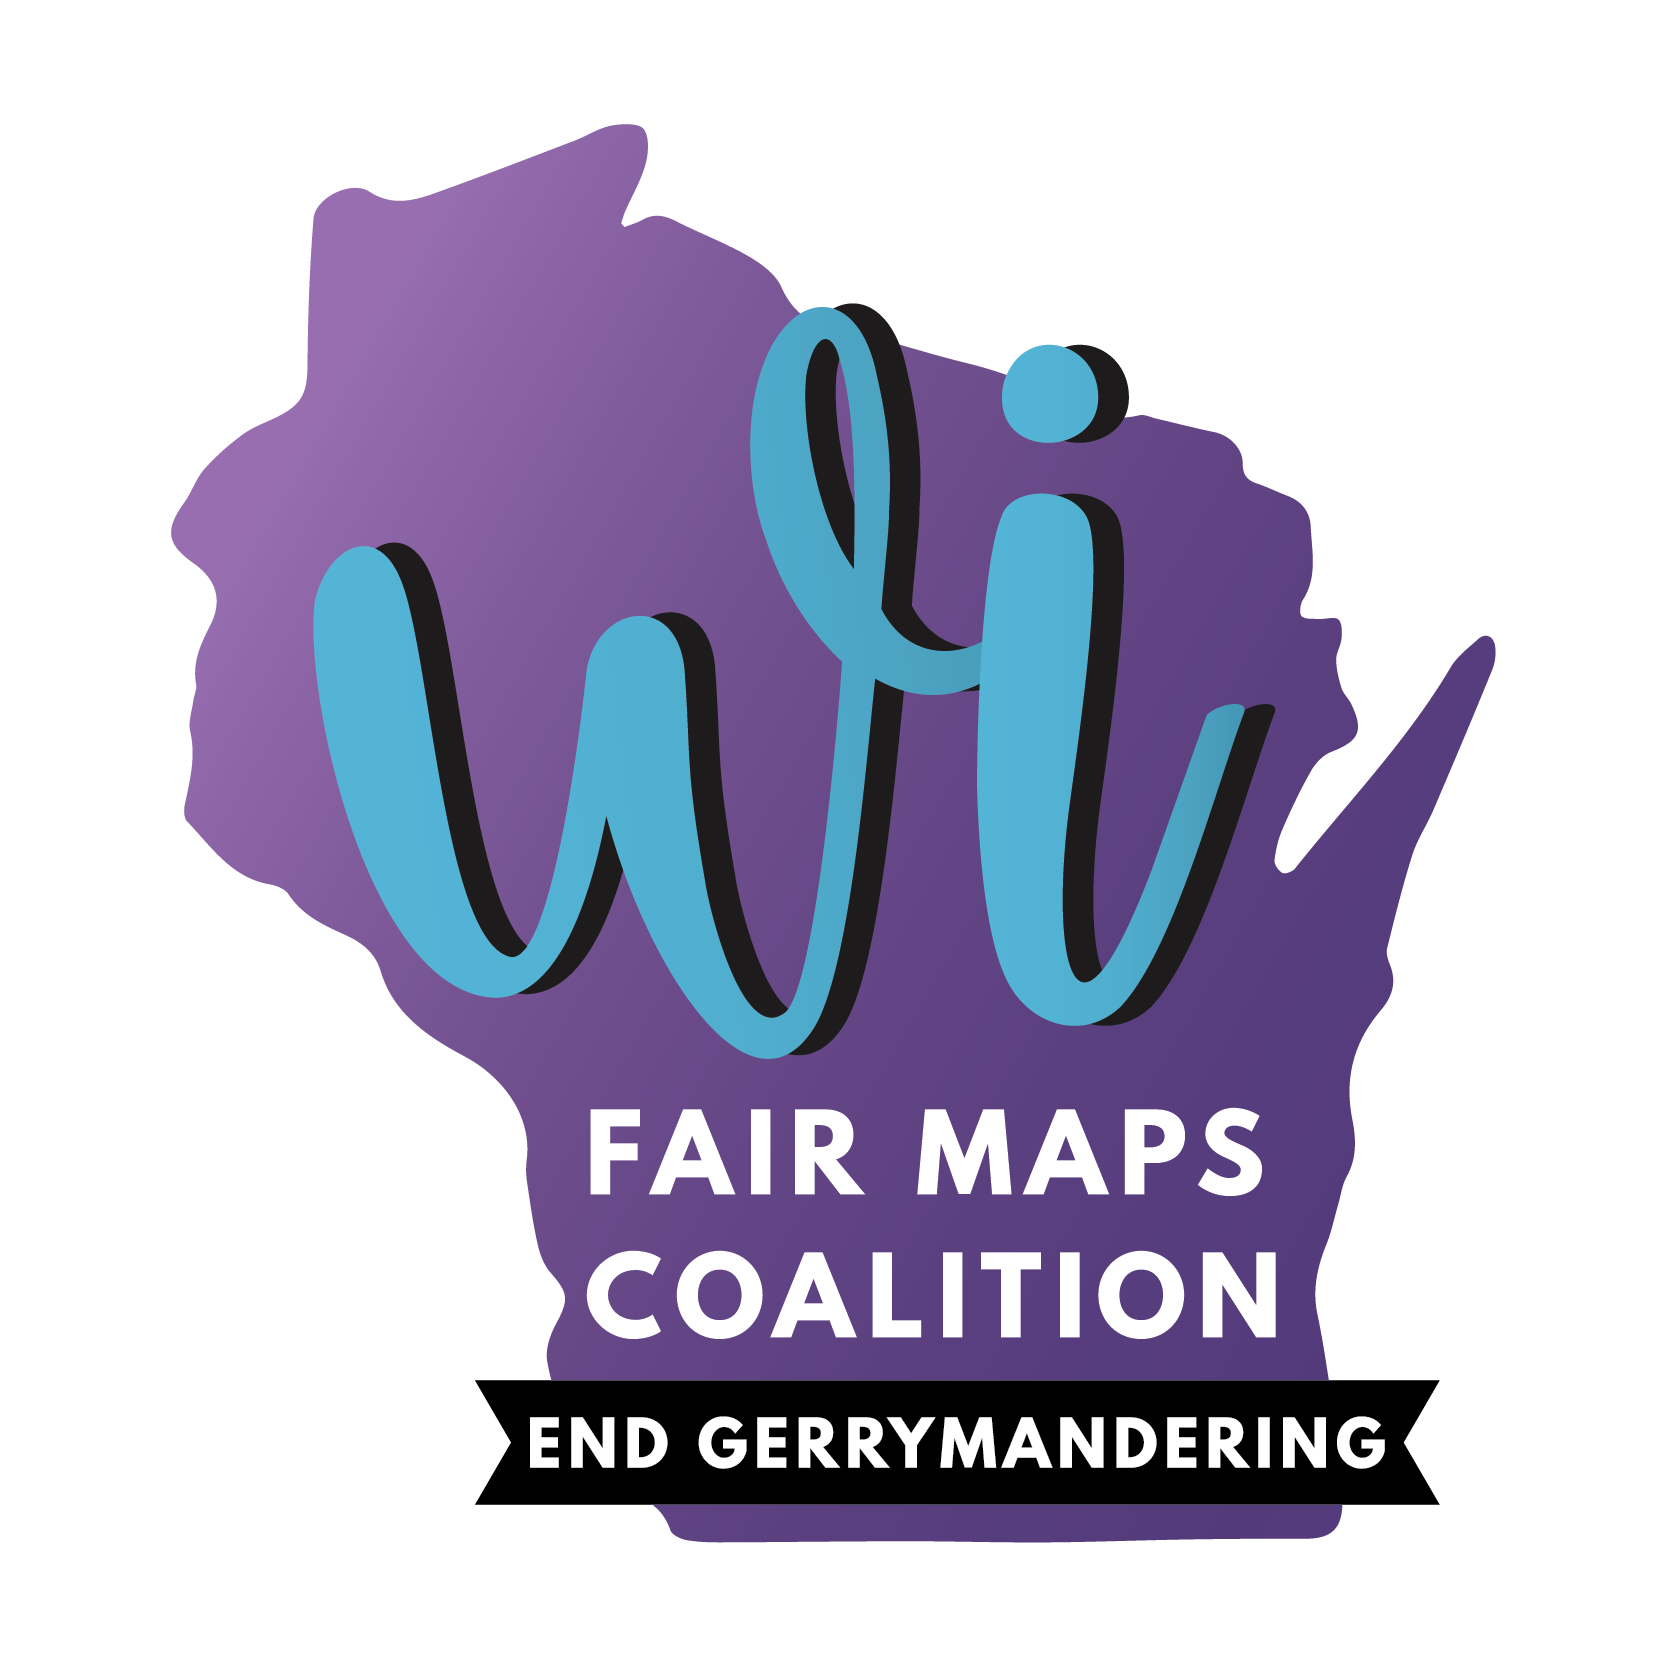 wi
FAIR MAPS
COALITION
END GERRYMANDERING